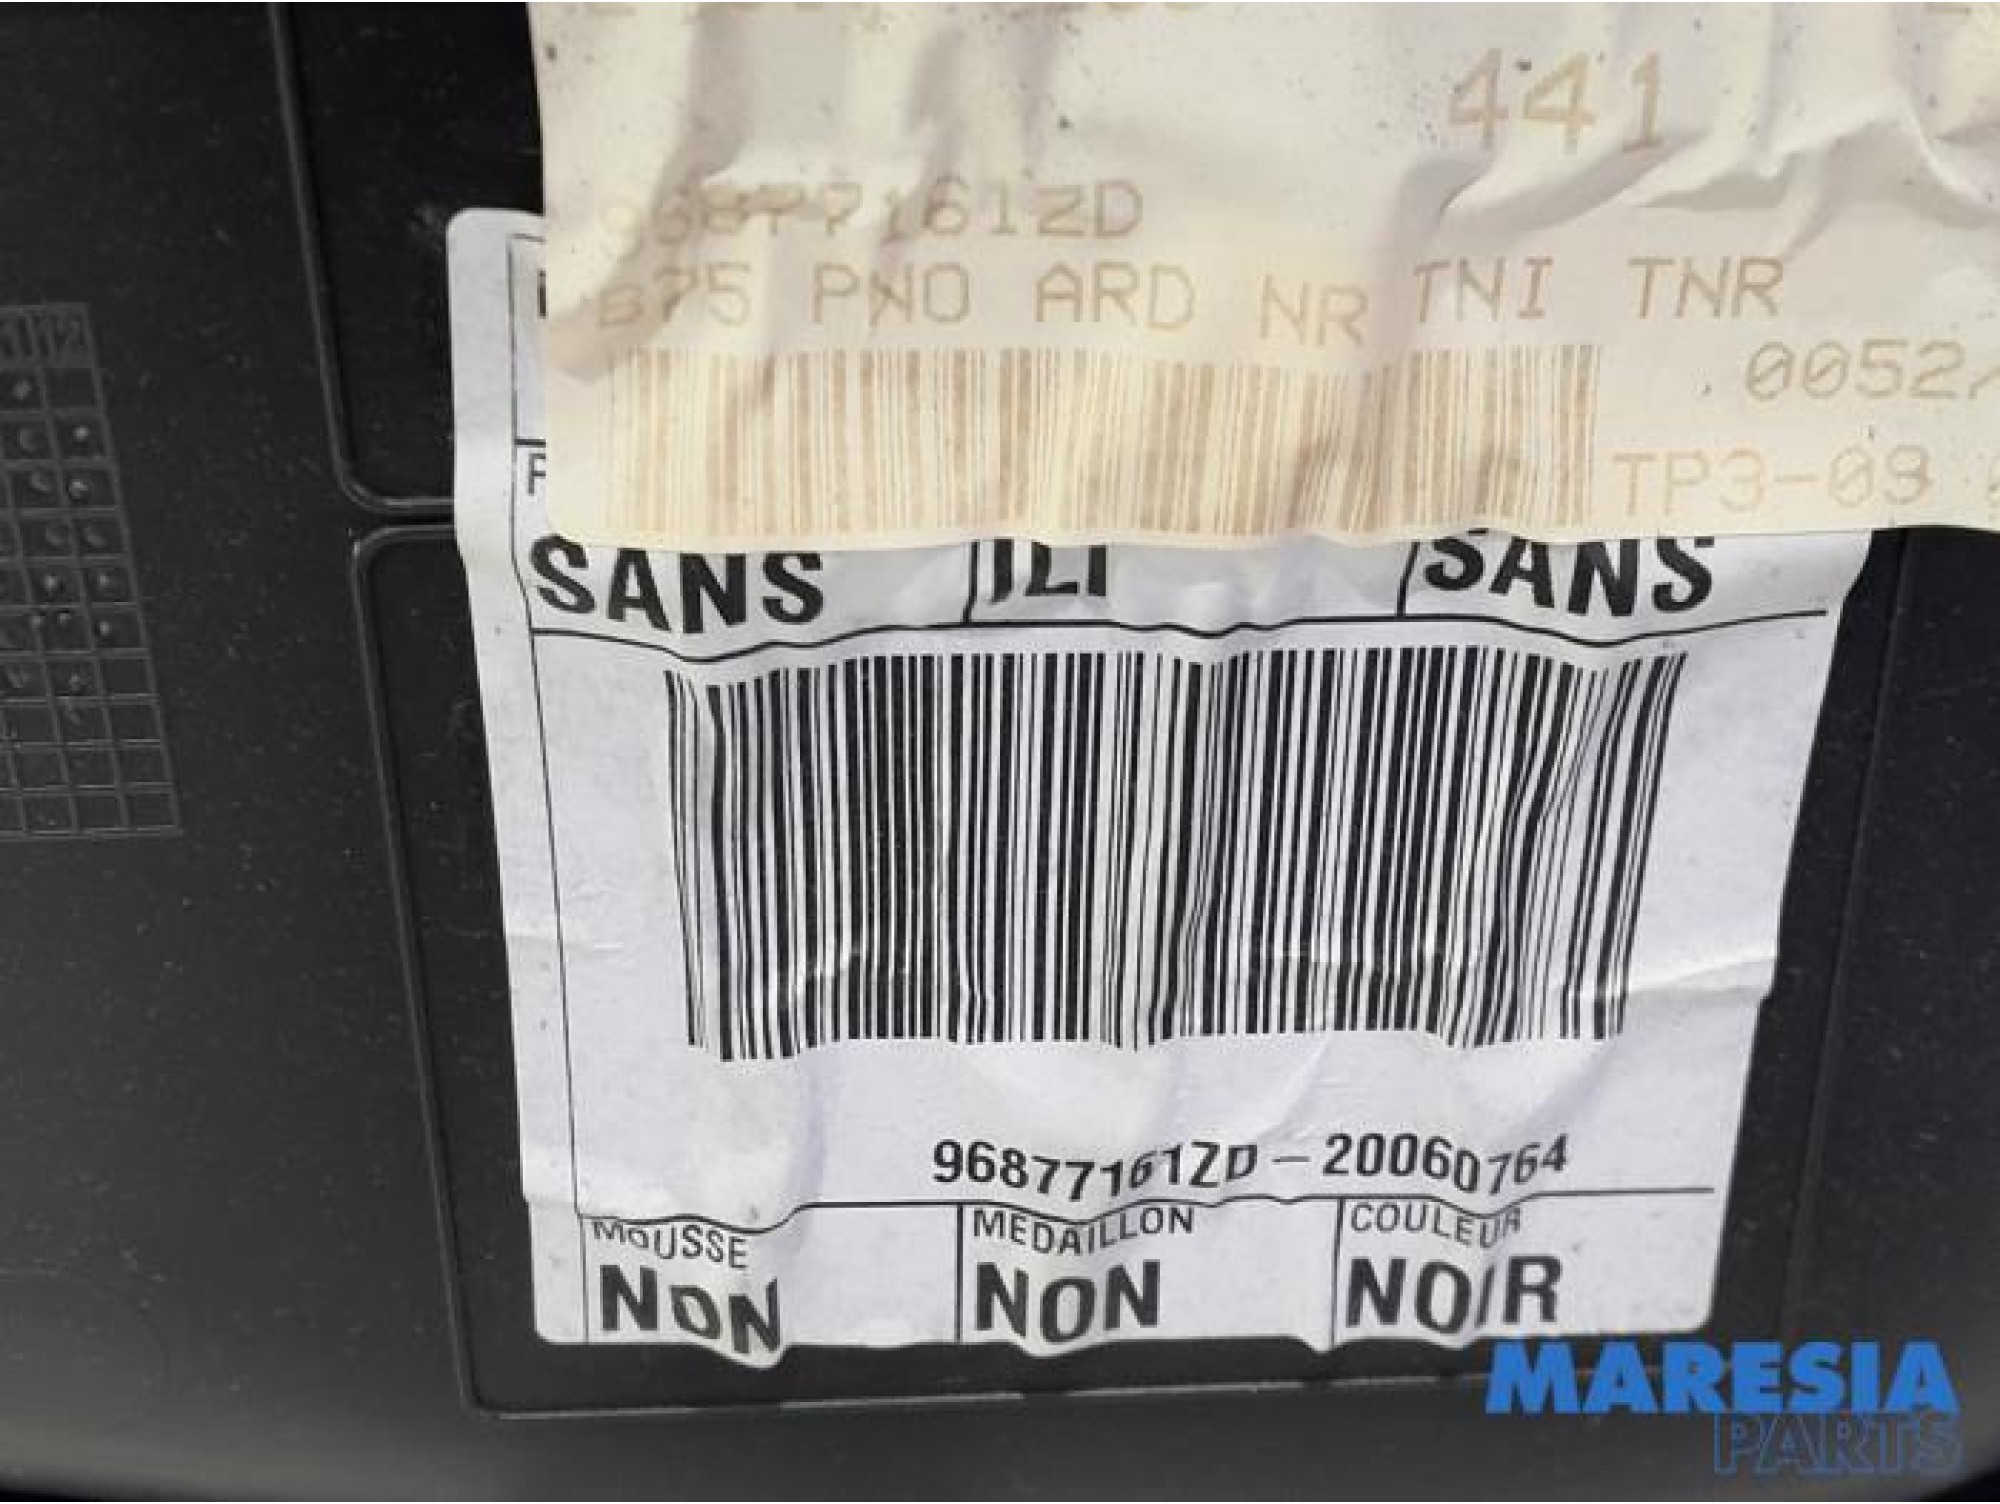 441
96877161ZD
B75 PNO ARD NR TNI TNR
0052/
TP3-09
SANS
SANS
96877161ZD-20060764
MOUSSE MEDAILLON COULEUR
NON NON NOIR
MARESIA
PARTS